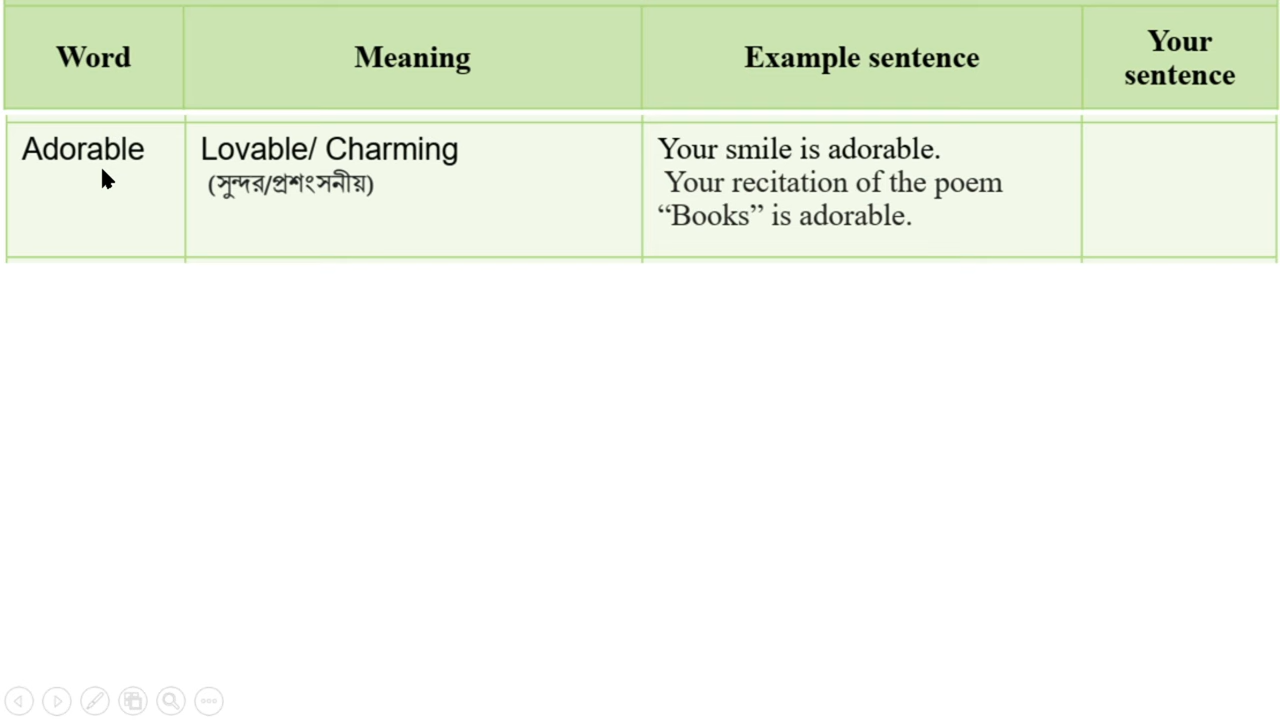 Word Meaning Example sentence Your sentence
Adorable Lovable/ Charming Your smile is adorable.
(সুন্দর/প্রশংসনীয়) Your recitation of the poem
“Books” is adorable.